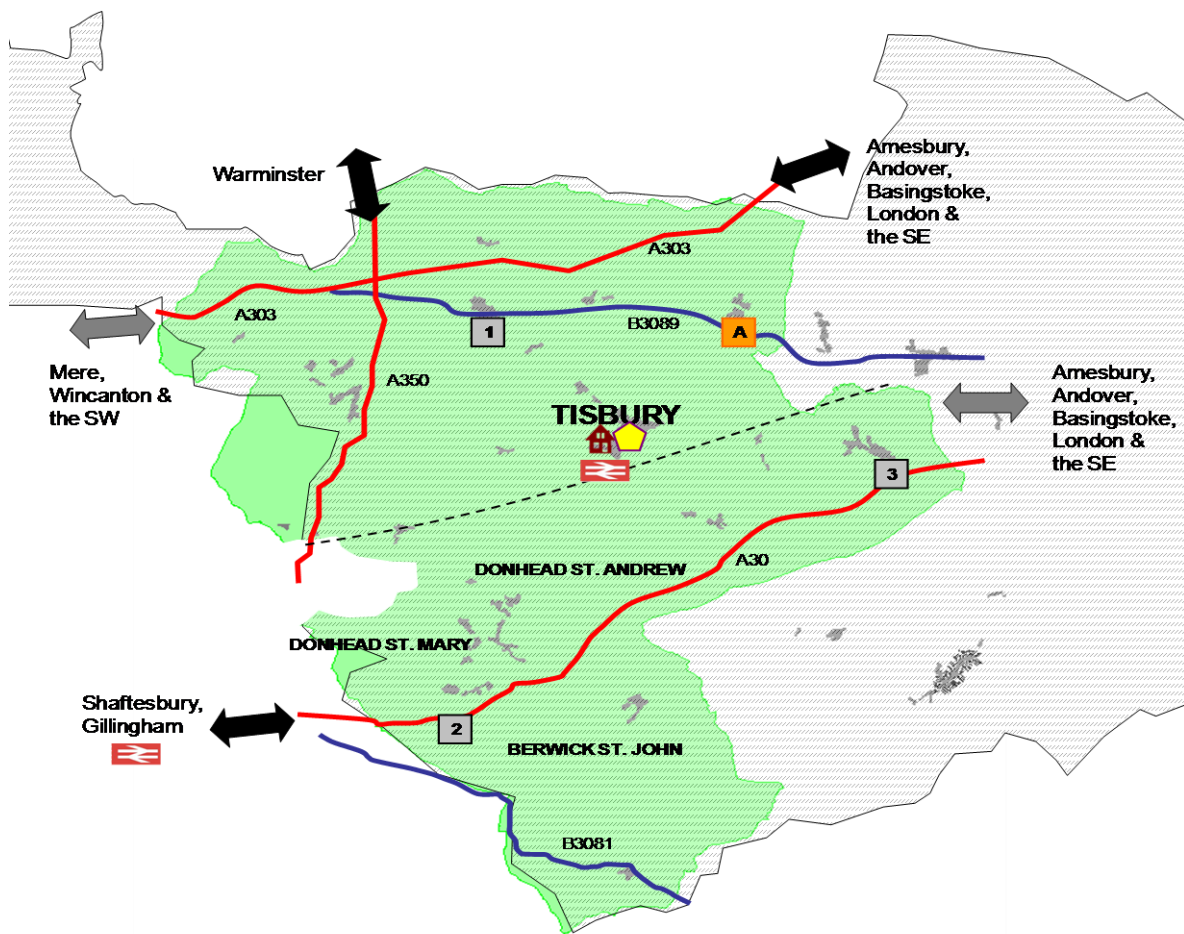 Warminster
Amesbury,
Andover,
Basingstoke,
London &
the SE
A303
A303
B3089
1
A
A350
Mere,
Wincanton &
the SW
Amesbury,
Andover,
Basingstoke,
London &
the SE
TISBURY
3
A30
DONHEAD ST. ANDREW
DONHEAD ST. MARY
Shaftesbury,
Gillingham
2
BERWICK ST. JOHN
B3081